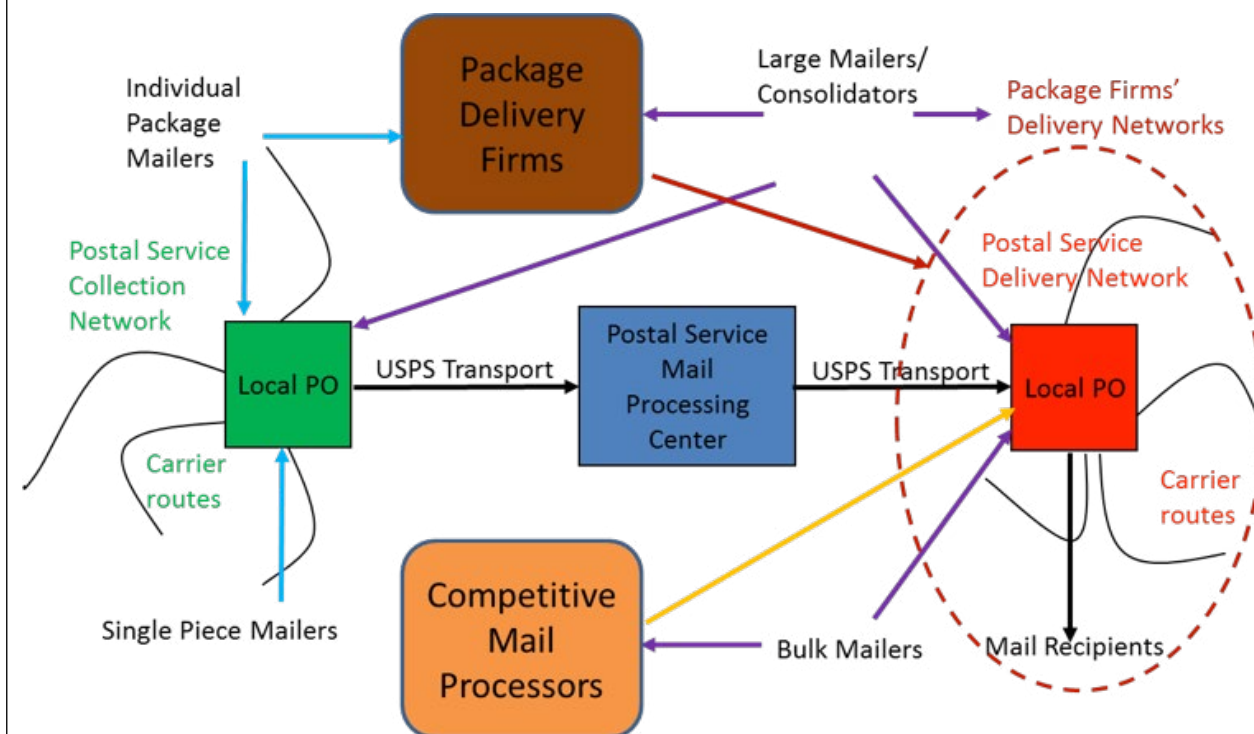 Individual
Package
Mailers
Package
Delivery
Firms
Large Mailers/
Consolidators
Package Firms’
Delivery Networks
Postal Service
Collection
Network
Postal Service
Delivery Network
Local PO
USPS Transport
Postal Service
Mail
Processing
Center
USPS Transport
Local PO
Carrier
routes
Carrier
routes
Single Piece Mailers
Competitive
Mail
Processors
Bulk Mailers
Mail Recipients